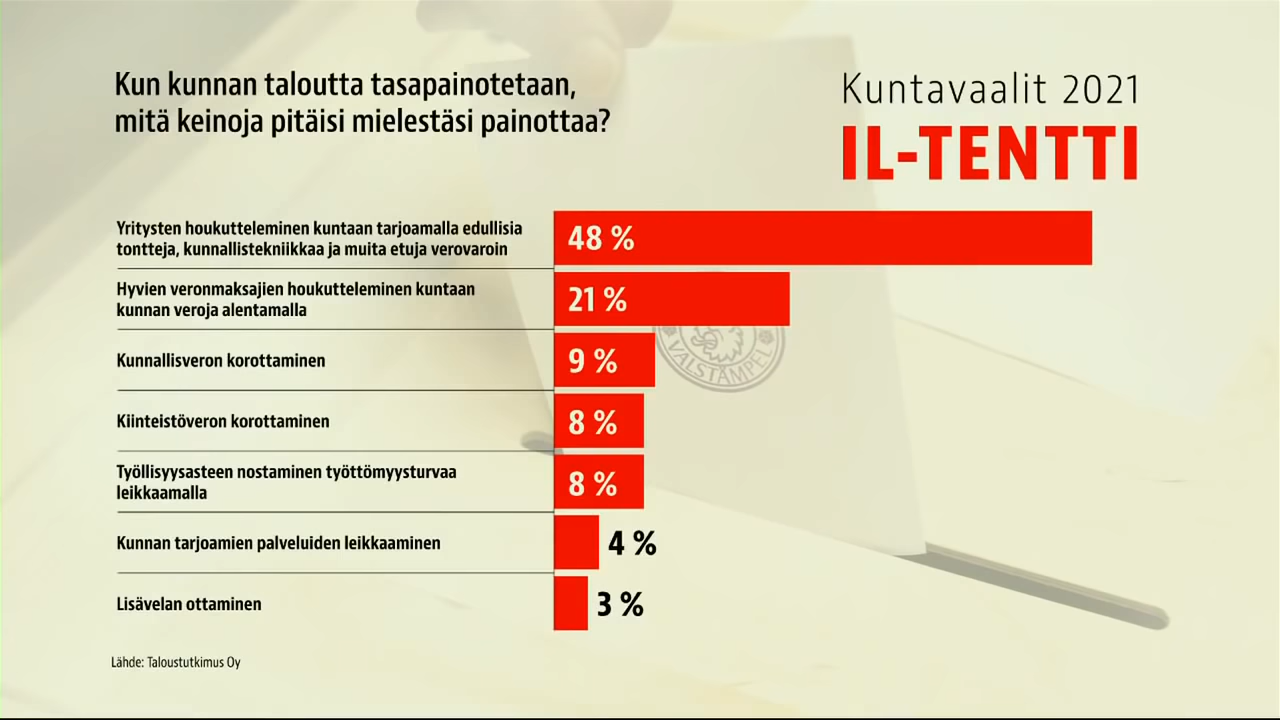 Kun kunnan taloutta tasapainotetaan,
mitä keinoja pitäisi mielestäsi painottaa?
Kuntavaalit 2021
IL-TENTTI
Yritysten houkutteleminen kuntaan tarjoamalla edullisia
tontteja, kunnallistekniikkaa ja muita etuja verovaroin
48 %
Hyvien veronmaksajien houkutteleminen kuntaan
kunnan veroja alentamalla
21 %
Kunnallisveron korottaminen
9 %
Kiinteistöveron korottaminen
8 %
Työllisyysasteen nostaminen työttömyysturvaa
leikkaamalla
8 %
Kunnan tarjoamien palveluiden leikkaaminen
4 %
Lisävelan ottaminen
3 %
VALSTÄMPEL
Lähde: Taloustutkimus Oy